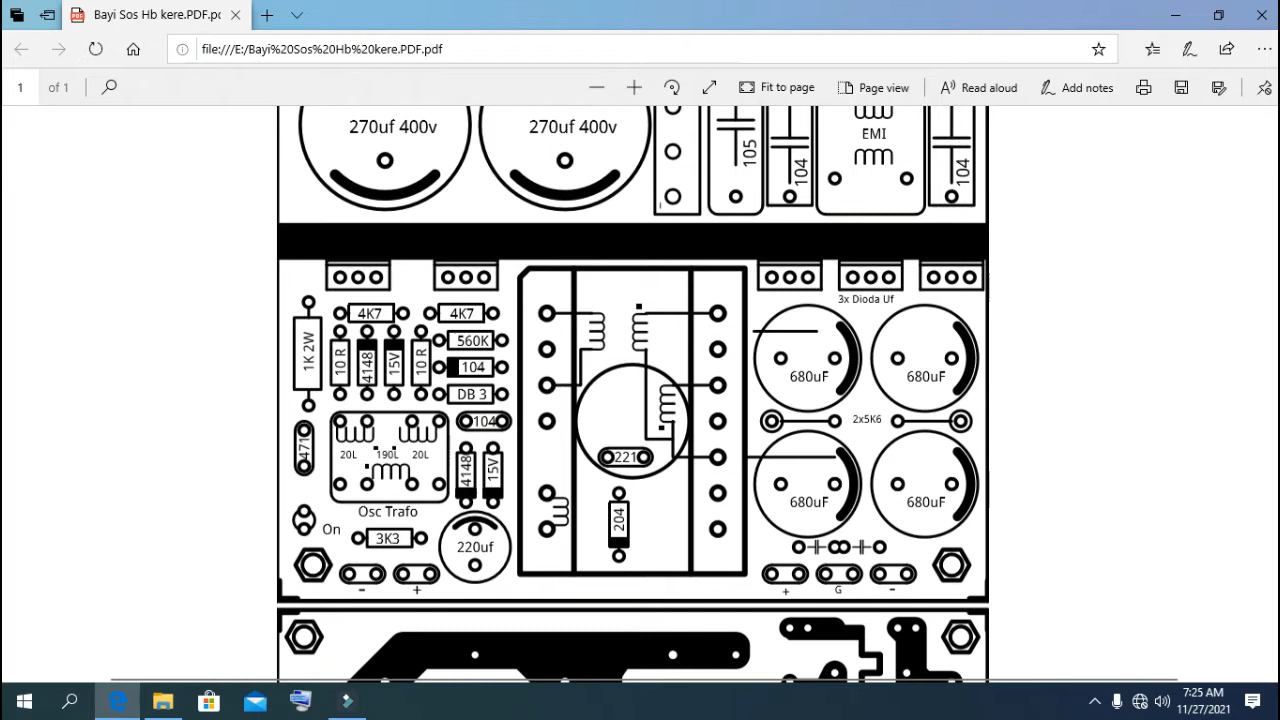 Bayi Sos Hb kere.PDF.pd
file:///E:/Bayi%20Sos%20Hb%20kere.PDF.pdf
1 of 1 Fit to page Page view Read aloud Add notes
270uf 400v 270uf 400v 105 104 EMI 104
3x Dioda Uf
4K7 4K7
1K 2W 10 R 4148 15V 10 R 560K
104
DB 3
680uF 680uF
104
2x5K6
471
20L 190L 20L
221
4148 15V
680uF 680uF
Osc Trafo
204
On
3K3 220uf
- +
+ G -
7:25 AM
11/27/2021